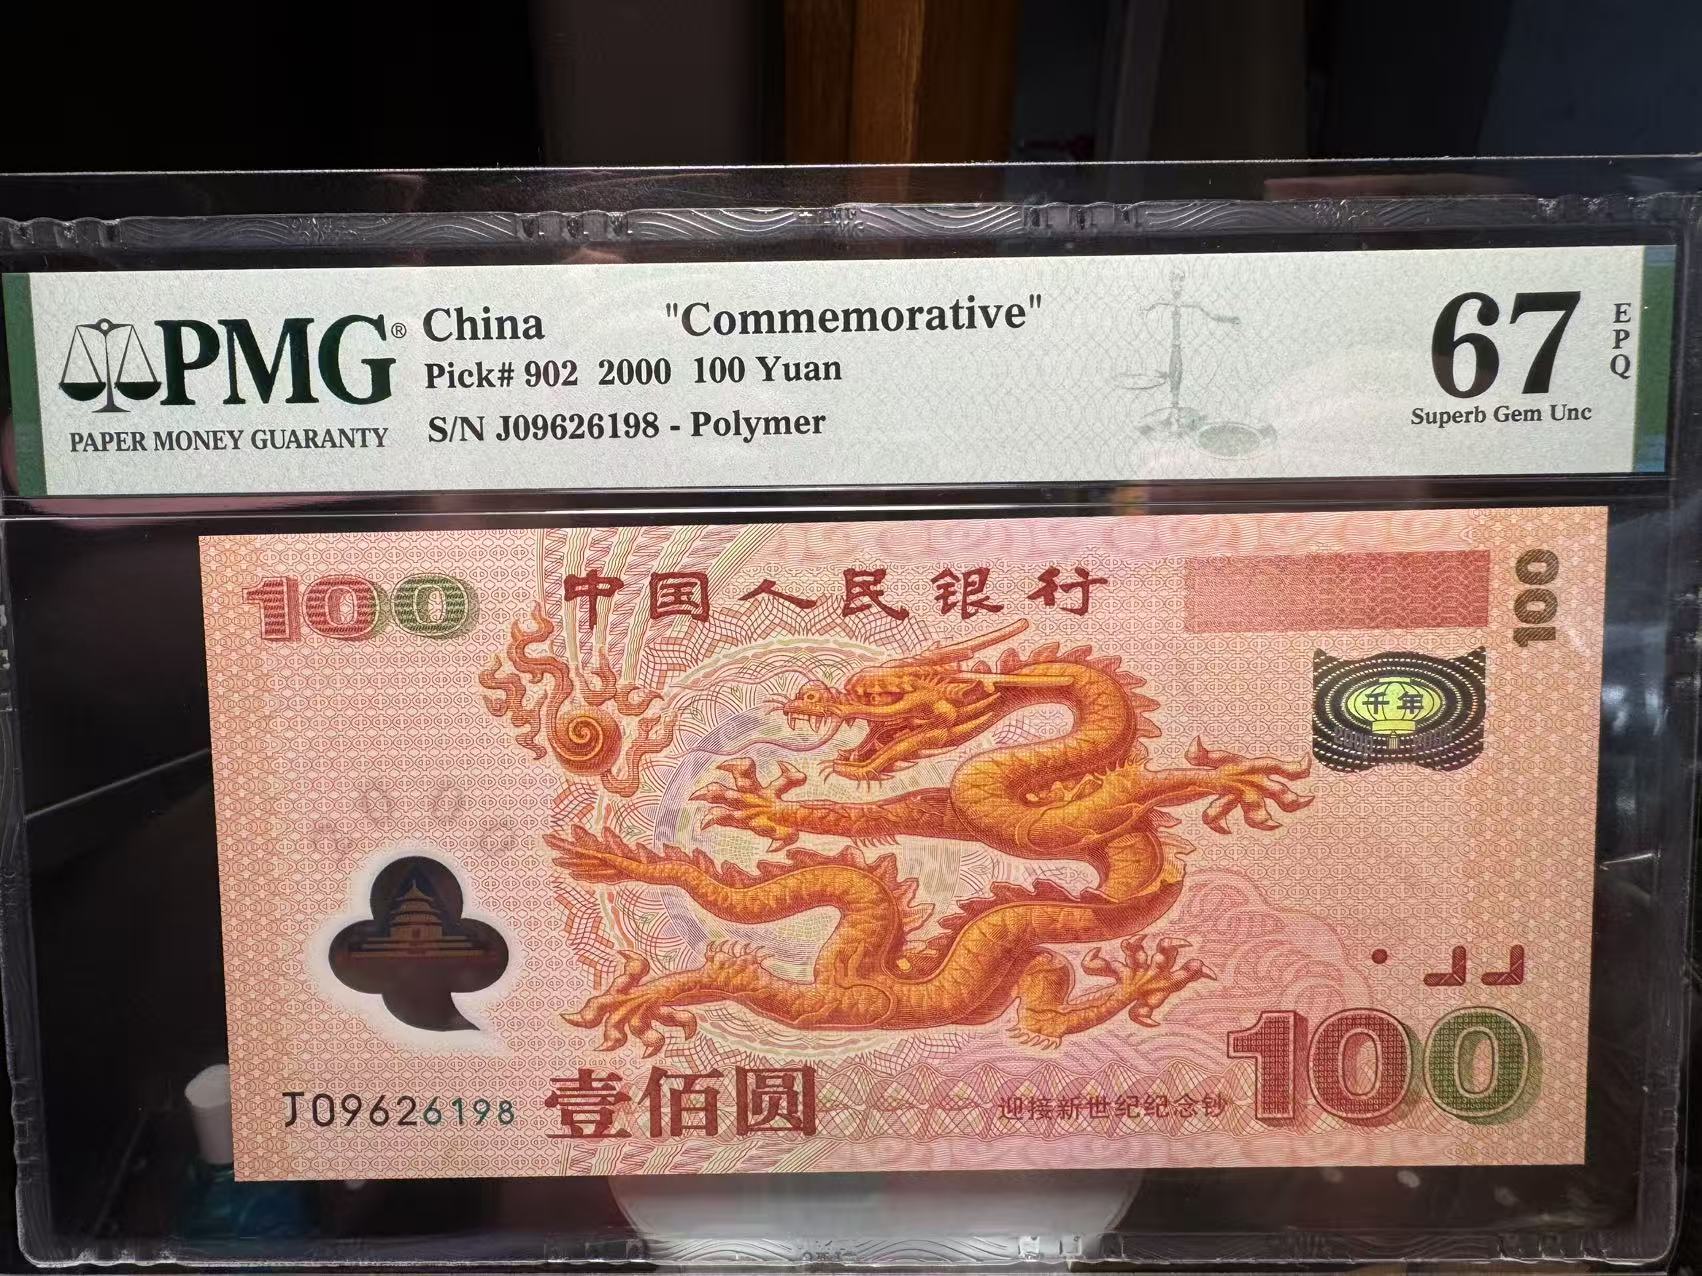 PMG® China "Commemorative" 67 EPQ
Pick# 902 2000 100 Yuan
Superb Gem Unc
S/N J09626198 - Polymer
PAPER MONEY GUARANTY
100 中国人民银行 100
千年
100
J09626198 壹佰圆 迎接新世纪纪念钞